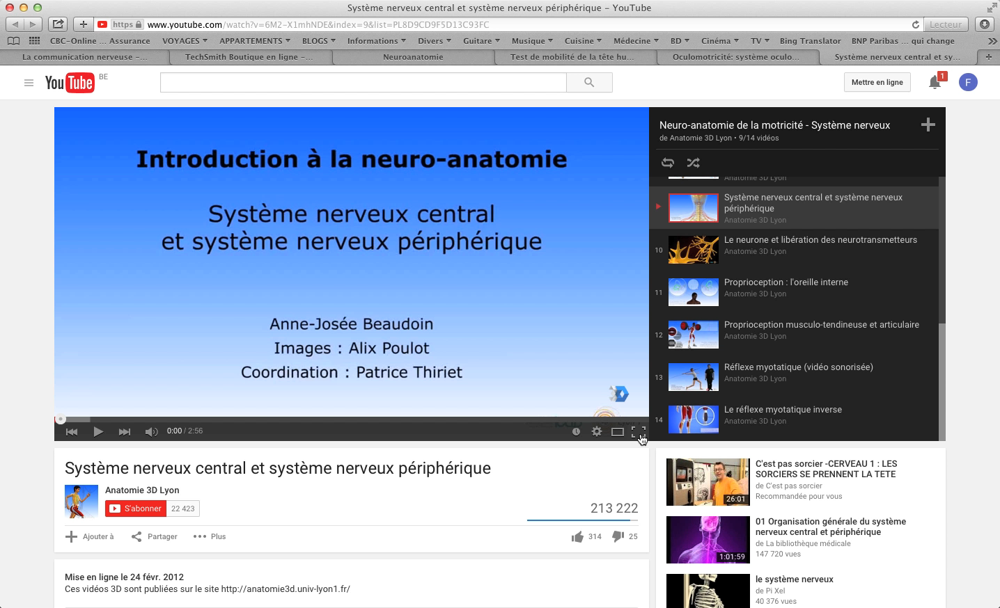 Système nerveux central et système nerveux périphérique – YouTube
https www.youtube.com/watch?v=6M2-X1mhNDE&index=9&list=PL8D9CD9F5D13C93FC Lecteur
CBC-Online ... Assurance VOYAGES APPARTEMENTS BLOGS Informations Divers Guitare Musique Cuisine Médecine BD Cinéma TV Bing Translator BNP Paribas ... qui change
La communication nerveuse –... TechSmith Boutique en ligne –... Neuroanatomie Test de mobilité de la tête hu... Oculomotricité: système oculo... Système nerveux central et sy...
YouTube BE Mettre en ligne 1 F
Introduction à la neuro-anatomie
Système nerveux central
et système nerveux périphérique
Anne-Josée Beaudoin
Images : Alix Poulot
Coordination : Patrice Thiriet
0:00 / 2:56
Neuro-anatomie de la motricité - Système nerveux
de Anatomie 3D Lyon • 9/14 vidéos
Anatomie 3D Lyon
Système nerveux central et système nerveux
périphérique
Anatomie 3D Lyon
10 Le neurone et libération des neurotransmetteurs
Anatomie 3D Lyon
11 Proprioception : l'oreille interne
Anatomie 3D Lyon
12 Proprioception musculo-tendineuse et articulaire
Anatomie 3D Lyon
13 Réflexe myotatique (vidéo sonorisée)
Anatomie 3D Lyon
14 Le réflexe myotatique inverse
Anatomie 3D Lyon
Système nerveux central et système nerveux périphérique
Anatomie 3D Lyon
S'abonner 22 423
213 222
Ajouter à Partager Plus 314 25
Mise en ligne le 24 févr. 2012
Ces vidéos 3D sont publiées sur le site http://anatomie3d.univ-lyon1.fr/
C'est pas sorcier -CERVEAU 1 : LES
SORCIERS SE PRENNENT LA TETE
de C'est pas sorcier
Recommandée pour vous
26:01
01 Organisation générale du système
nerveux central et périphérique
de La bibliothèque médicale
147 720 vues
1:01:59
le système nerveux
de Pi Xel
40 376 vues